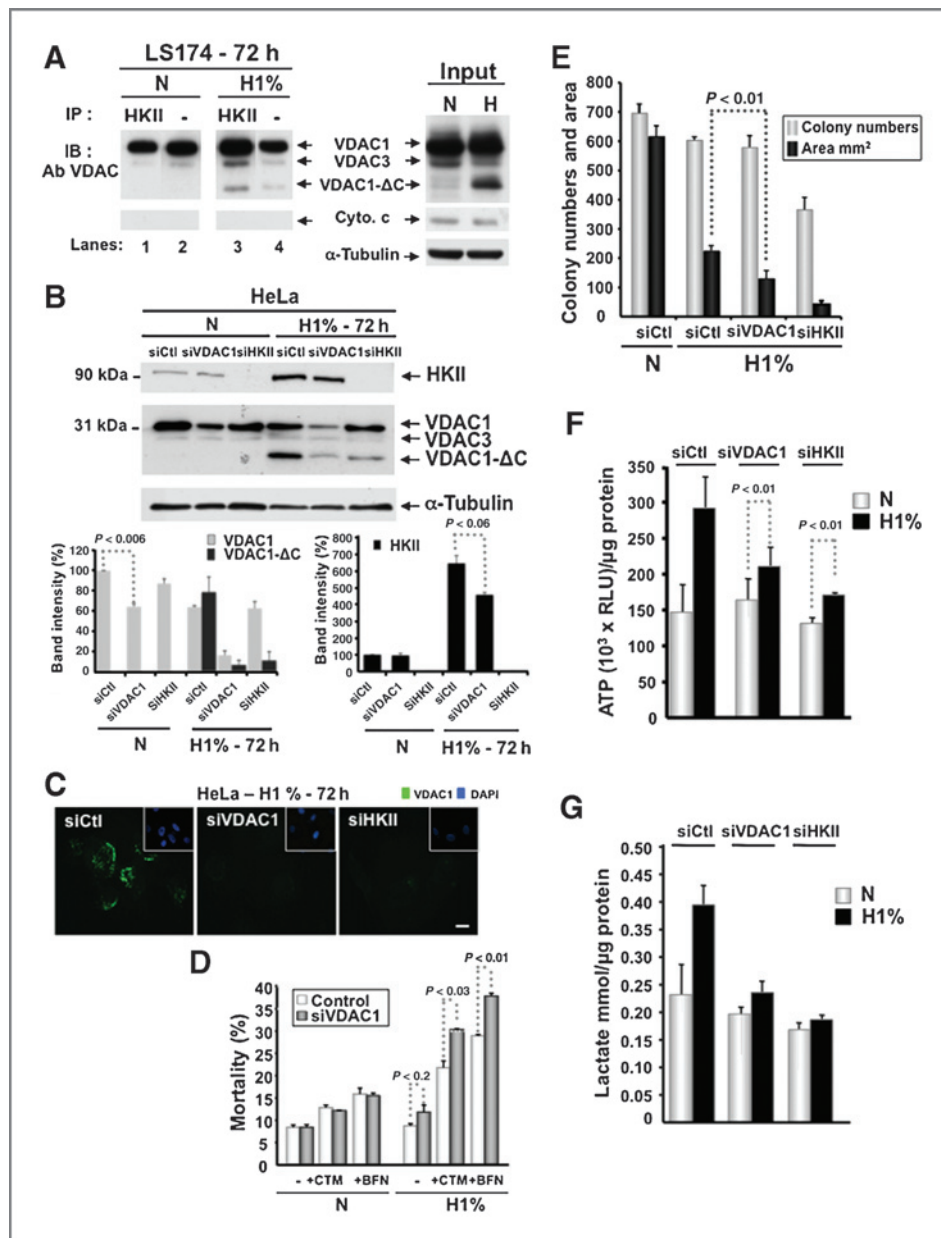 A
LS174 - 72 h
N H1%
IP : HKII - HKII -
IB :
Ab VDAC
VDAC1
VDAC3
VDAC1-ΔC
Cyto. c
α-Tubulin
Lanes: 1 2 3 4
Input
N H
B
HeLa
N H1% - 72 h
siCtl siVDAC1 siHKII siCtl siVDAC1 siHKII
90 kDa
HKII
31 kDa
VDAC1
VDAC3
VDAC1-ΔC
α-Tubulin
P < 0.006
VDAC1
VDAC1-ΔC
Band intensity (%)
100
80
60
40
20
0
siCtl siVDAC1 SiHKII siCtl siVDAC1 SiHKII
N H1% - 72 h
P < 0.06
HKII
Band intensity (%)
800
700
600
500
400
300
200
100
0
siCtl siVDAC1 SiHKII siCtl siVDAC1 SiHKII
N H1% - 72 h
C
HeLa – H1 % - 72 h
VDAC1 DAPI
siCtl siVDAC1 siHKII
D
Mortality (%)
40
35
30
25
20
15
10
5
0
Control
siVDAC1
P < 0.2
P < 0.03
P < 0.01
- +CTM +BFN - +CTM +BFN
N H1%
E
Colony numbers and area
800
700
600
500
400
300
200
100
0
P < 0.01
Colony numbers
Area mm²
siCtl siCtl siVDAC1 siHKII
N H1%
F
siCtl siVDAC1 siHKII
ATP (10³ x RLU)/µg protein
350
300
250
200
150
100
50
0
P < 0.01
P < 0.01
N
H1%
G
siCtl siVDAC1 siHKII
Lactate mmol/µg protein
0.50
0.45
0.40
0.35
0.30
0.25
0.20
0.15
0.10
0.05
0
N
H1%